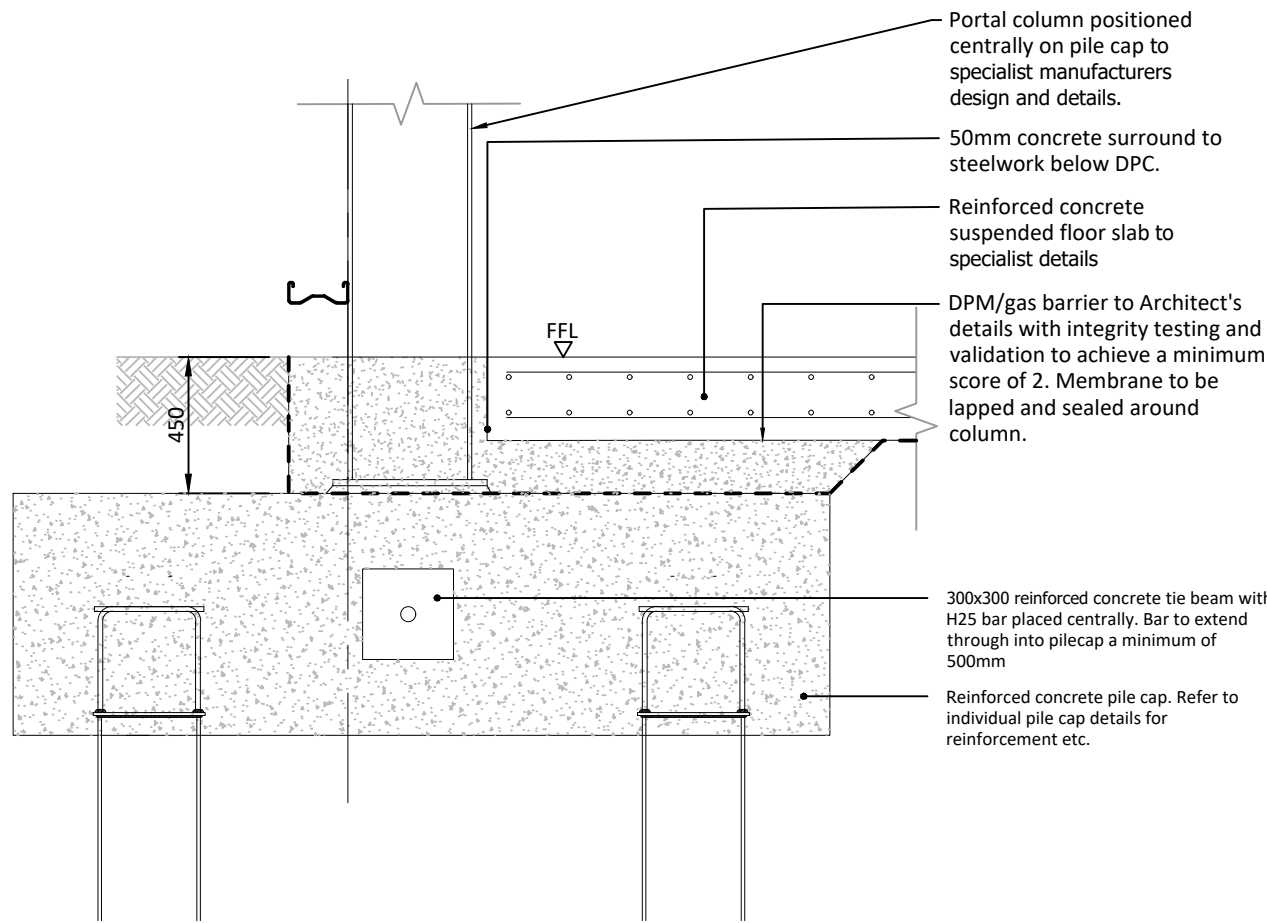 Portal column positioned
centrally on pile cap to
specialist manufacturers
design and details.
50mm concrete surround to
steelwork below DPC.
Reinforced concrete
suspended floor slab to
specialist details
DPM/gas barrier to Architect's
details with integrity testing and
validation to achieve a minimum
score of 2. Membrane to be
lapped and sealed around
column.
FFL
450
300x300 reinforced concrete tie beam with
H25 bar placed centrally. Bar to extend
through into pilecap a minimum of
500mm
Reinforced concrete pile cap. Refer to
individual pile cap details for
reinforcement etc.